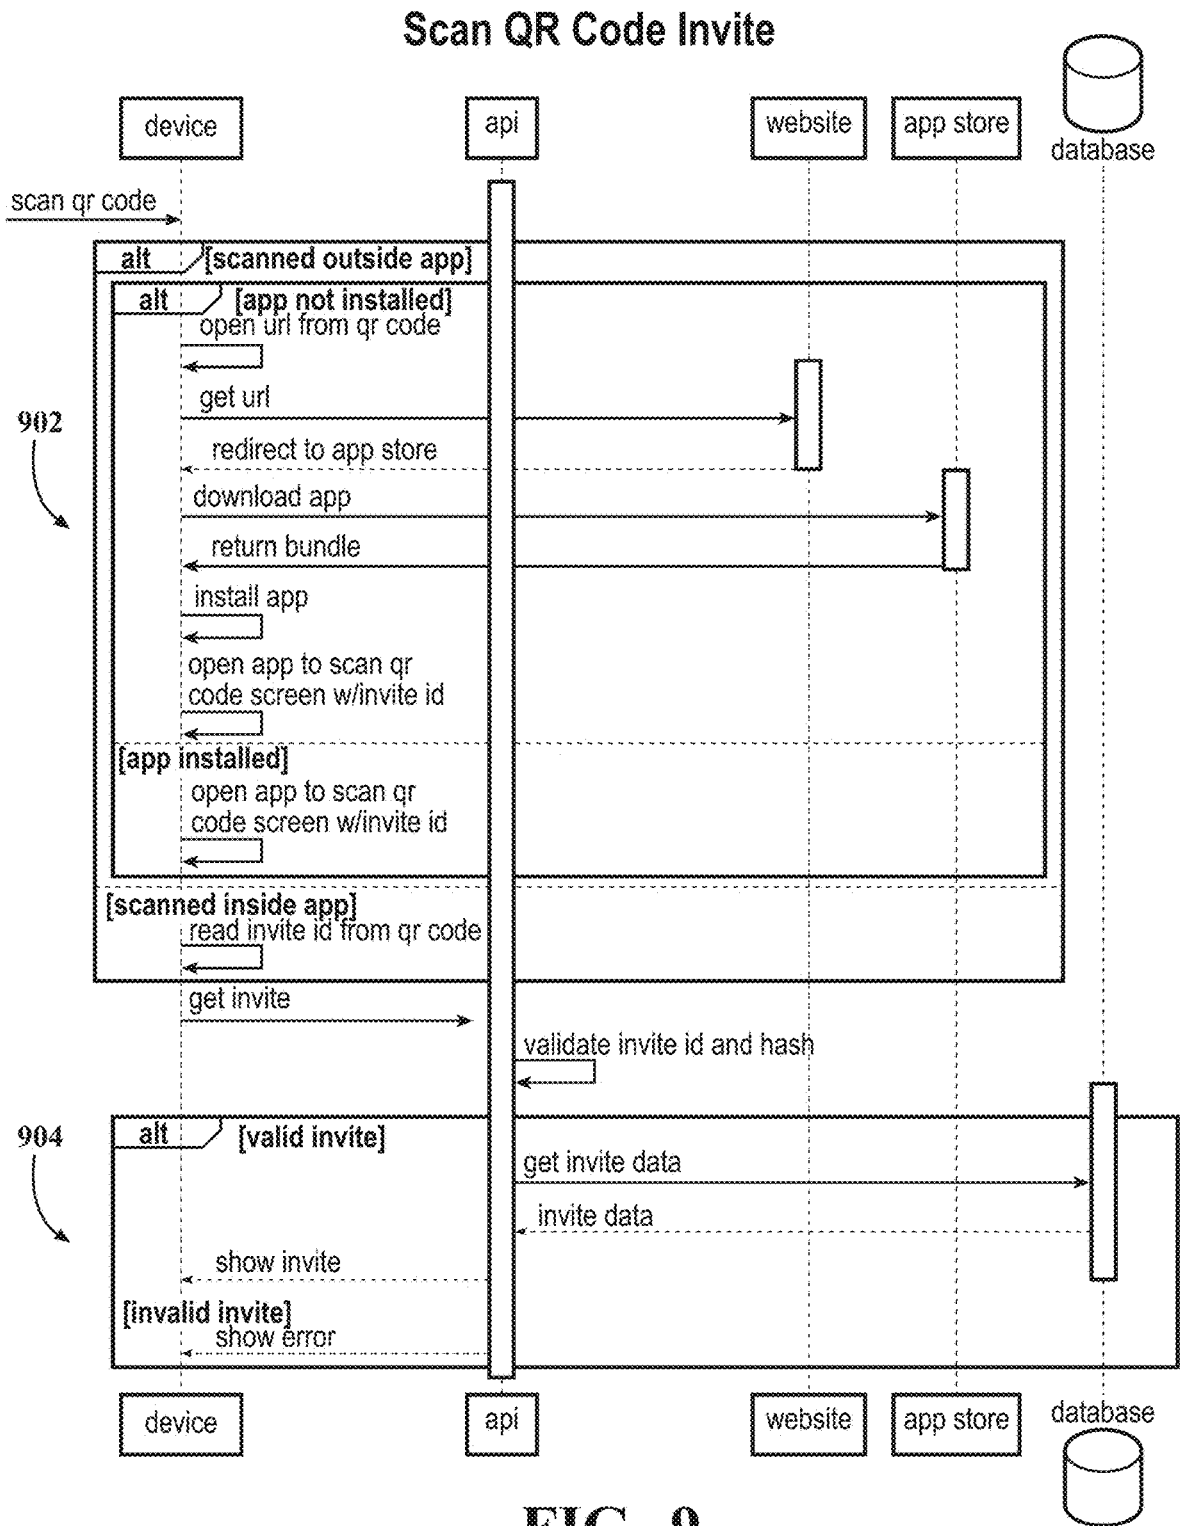 Scan QR Code Invite
device
api
website
app store
database
scan qr code
alt [scanned outside app]
alt [app not installed]
open url from qr code
get url
902
redirect to app store
download app
return bundle
install app
open app to scan qr
code screen w/invite id
[app installed]
open app to scan qr
code screen w/invite id
[scanned inside app]
read invite id from qr code
get invite
validate invite id and hash
904
alt [valid invite]
get invite data
invite data
show invite
[invalid invite]
show error
device
api
website
app store
database
FIG. 9